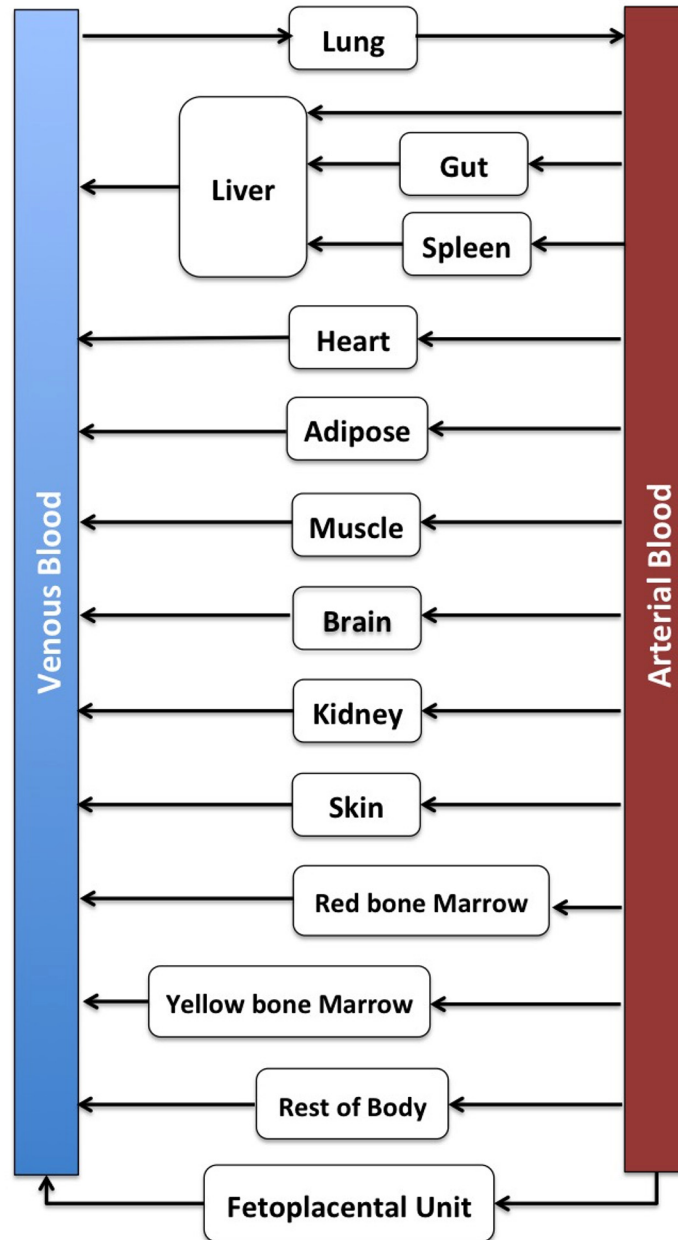 Lung
Liver
Gut
Spleen
Heart
Adipose
Muscle
Brain
Kidney
Skin
Red bone Marrow
Yellow bone Marrow
Rest of Body
Fetoplacental Unit
Venous Blood
Arterial Blood